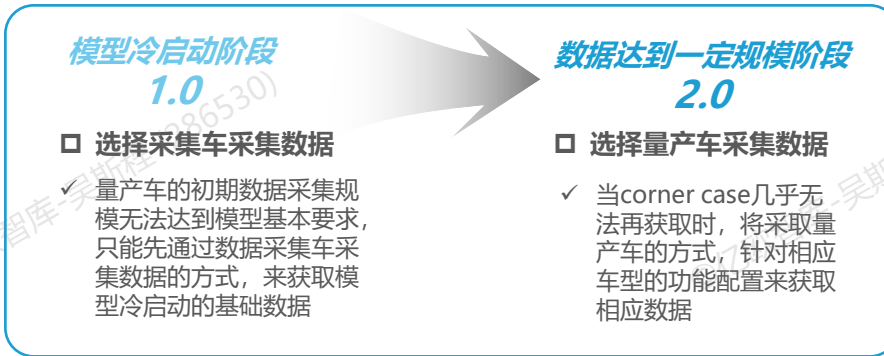 模型冷启动阶段
1.0
数据达到一定规模阶段
2.0
选择采集车采集数据
量产车的初期数据采集规
模无法达到模型基本要求,
只能先通过数据采集车采
集数据的方式,来获取模
型冷启动的基础数据
选择量产车采集数据
当corner case几乎无
法再获取时,将采取量
产车的方式,针对相应
车型的功能配置来获取
相应数据